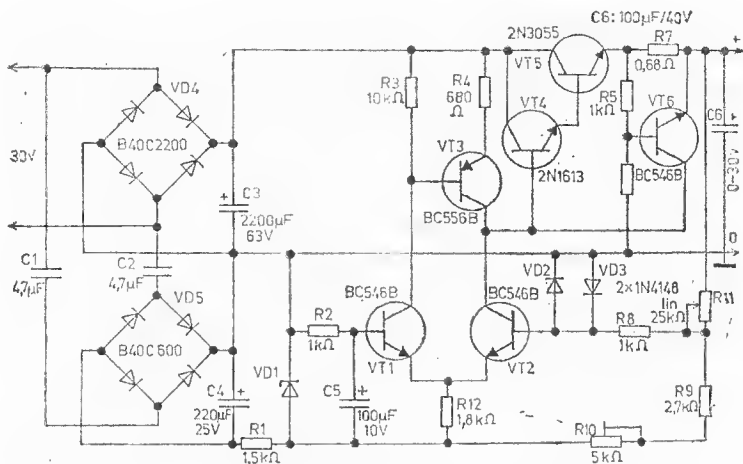 C6: 100µF/40V
2N3055
R7
0,68Ω
+
VD4
R3
10kΩ
R4
680
Ω
VT5
VT4
R5
1kΩ
VT6
C6
30V
B40C2200
VT3
2N1613
BC546B
0-30V
+
C3
2200µF
63V
BC556B
0
C1
4,7µF
C2
4,7µF
VD5
BC546B
BC546B
VD2
VD3
2×1N4148
lin
25kΩ
R11
R2
1kΩ
R8
1kΩ
B40C600
VD1
VT1
VT2
C4
220µF
25V
+
C5
100µF
10V
+
R12
1,8kΩ
R9
2,7kΩ
R1
1,5kΩ
R10
5kΩ